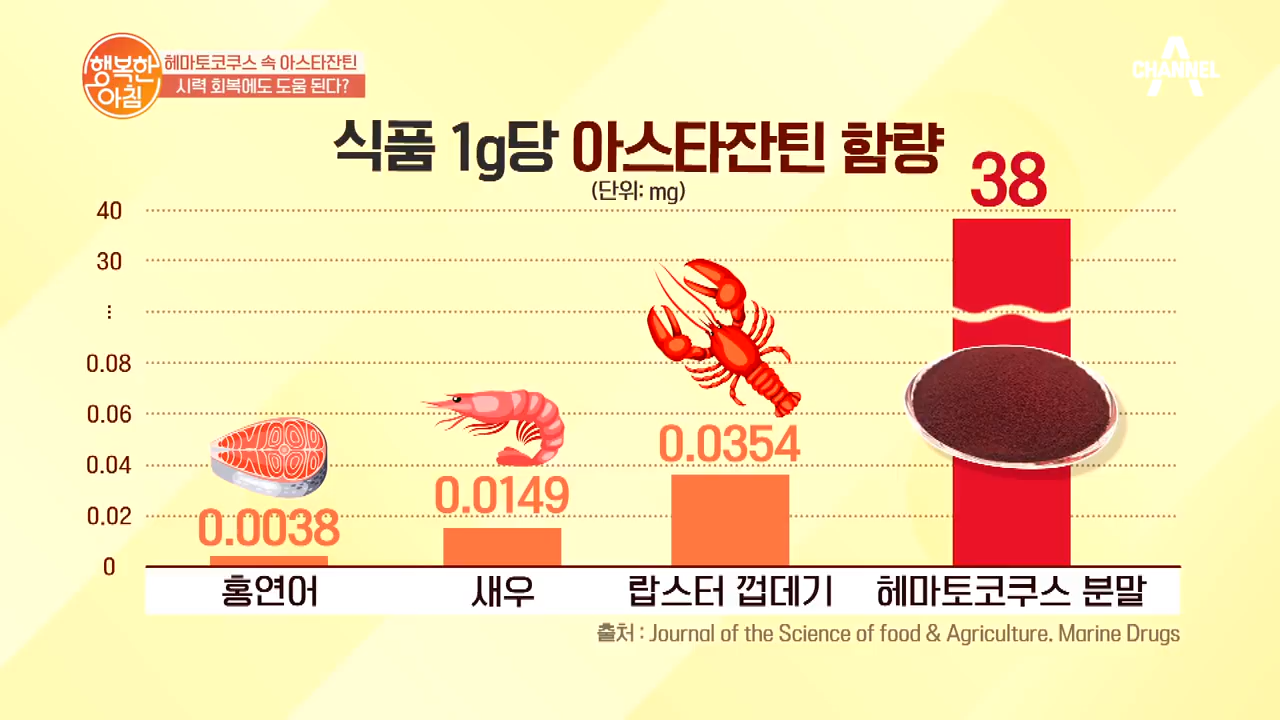 행복한
아침
헤마토코쿠스 속 아스타잔틴
시력 회복에도 도움 된다?
CHANNEL A
식품 1g당 아스타잔틴 함량
(단위: mg)
38
40
30
⋮
0.08
0.06
0.04
0.02
0
0.0038
0.0149
0.0354
홍연어
새우
랍스터 껍데기
헤마토코쿠스 분말
출처 : Journal of the Science of food & Agriculture. Marine Drugs